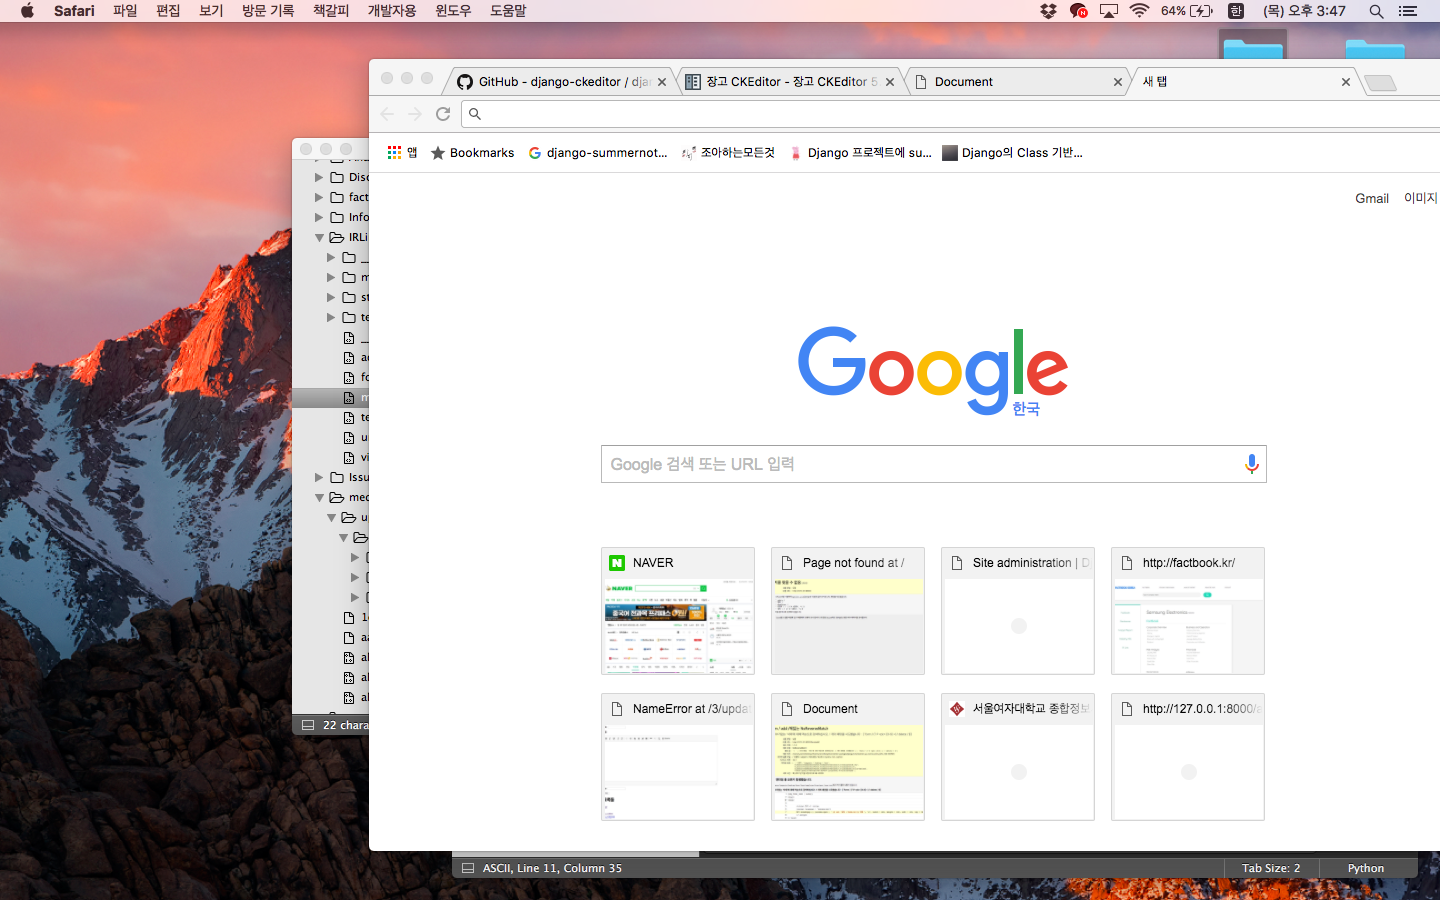 Safari 파일 편집 보기 방문 기록 책갈피 개발자용 윈도우 도움말 64% 한 (목) 오후 3:47
GitHub - django-ckeditor / djan 장고 CKEditor - 장고 CKEditor 5. Document 새 탭
앱 Bookmarks django-summernot... 조아하는모든것 Django 프로젝트에 su... Django의 Class 기반...
Gmail 이미지
Google
한국
Google 검색 또는 URL 입력
NAVER Page not found at / Site administration | D http://factbook.kr/
NameError at /3/updat Document 서울여자대학교 종합정보 http://127.0.0.1:8000/a
Disc
fact
Info
IRLi
Issu
med
22 chara
ASCII, Line 11, Column 35 Tab Size: 2 Python